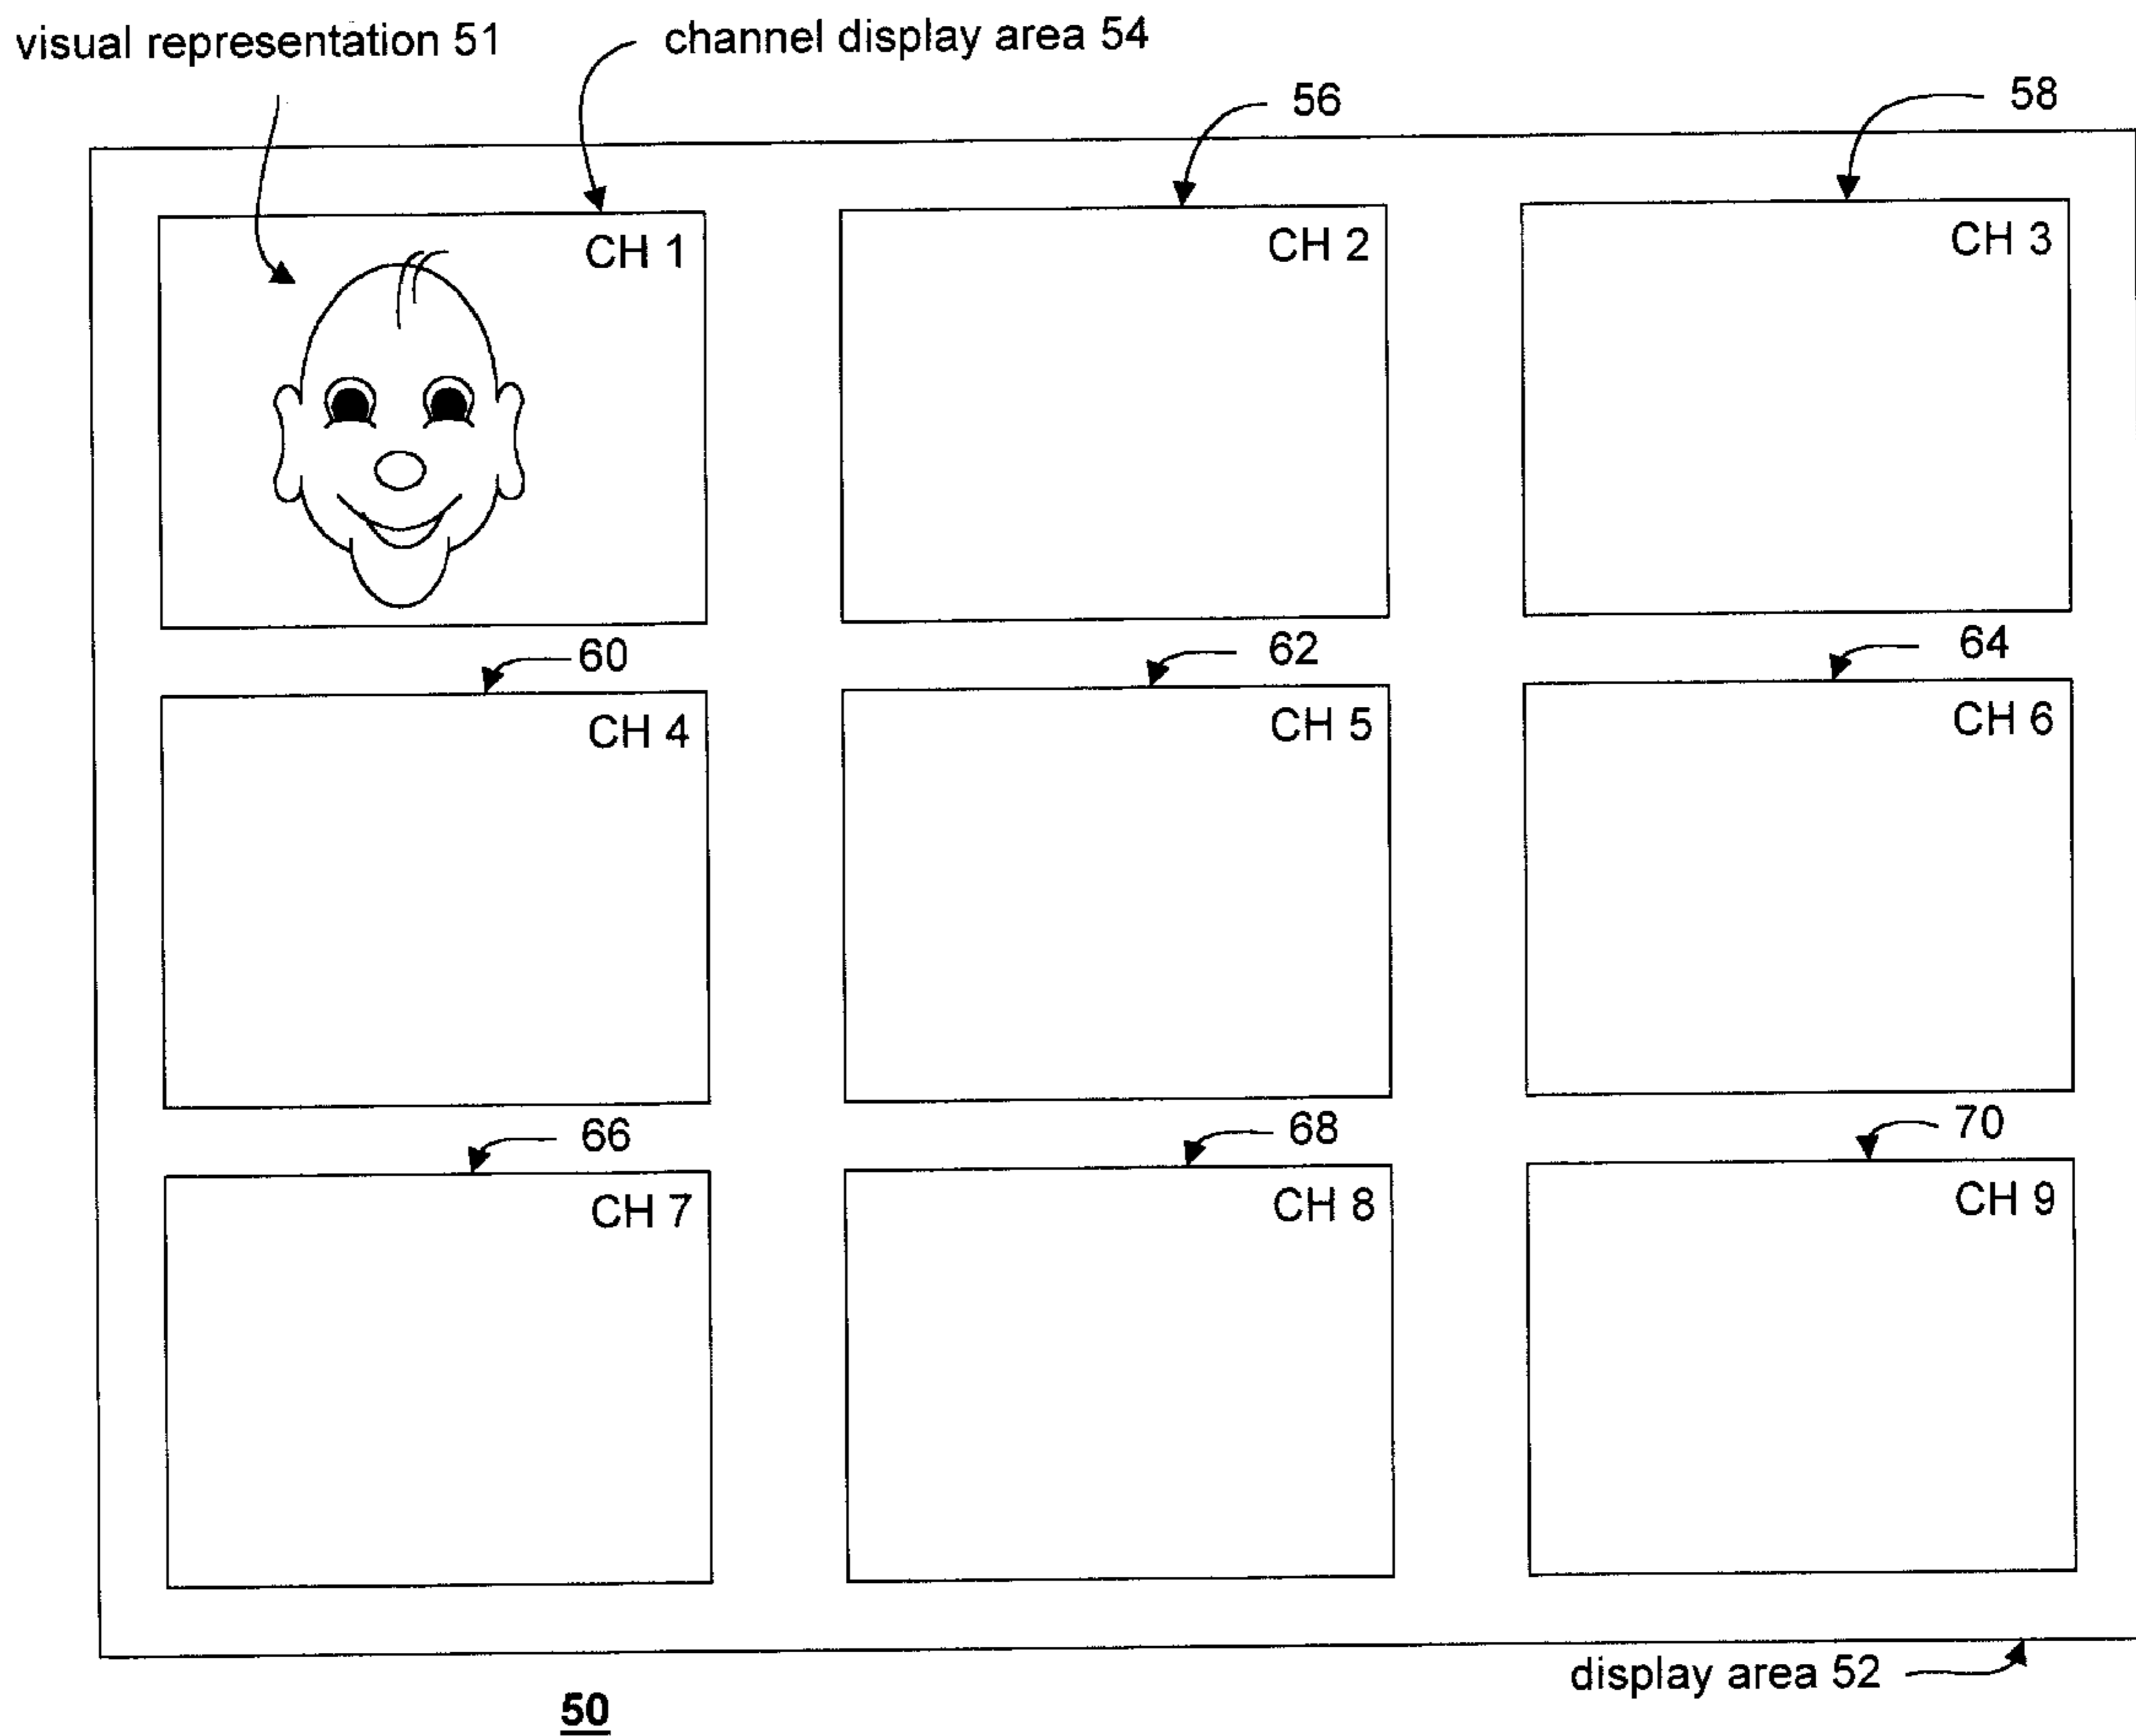 visual representation 51
channel display area 54
56
58
CH 1
CH 2
CH 3
60
62
64
CH 4
CH 5
CH 6
66
68
70
CH 7
CH 8
CH 9
display area 52
50